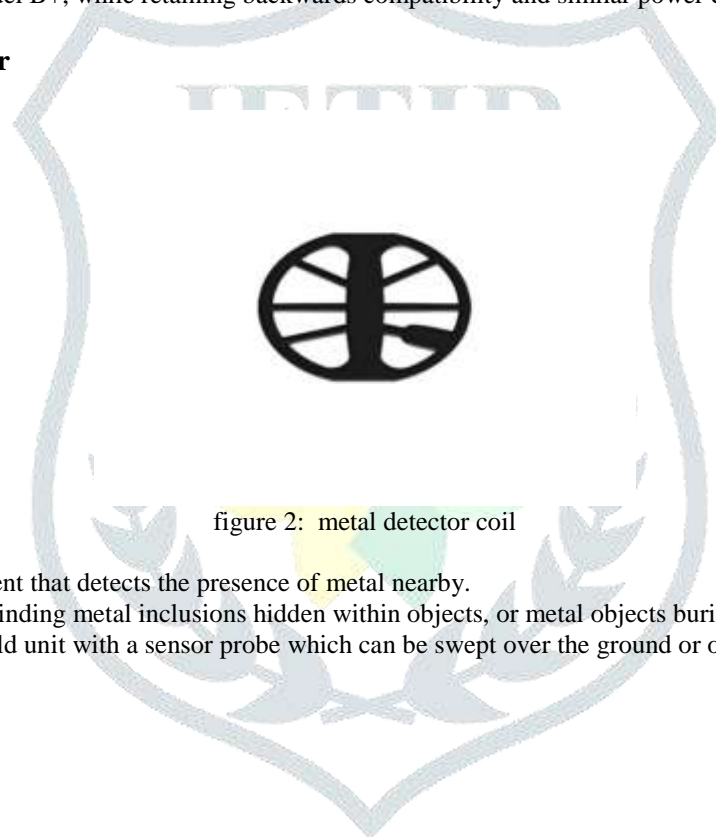 B+, while retaining backwards compatibility and similar power
r
JETIR
figure 2: metal detector coil
ent that detects the presence of metal nearby.
inding metal inclusions hidden within objects, or metal objects buri
ld unit with a sensor probe which can be swept over the ground or o